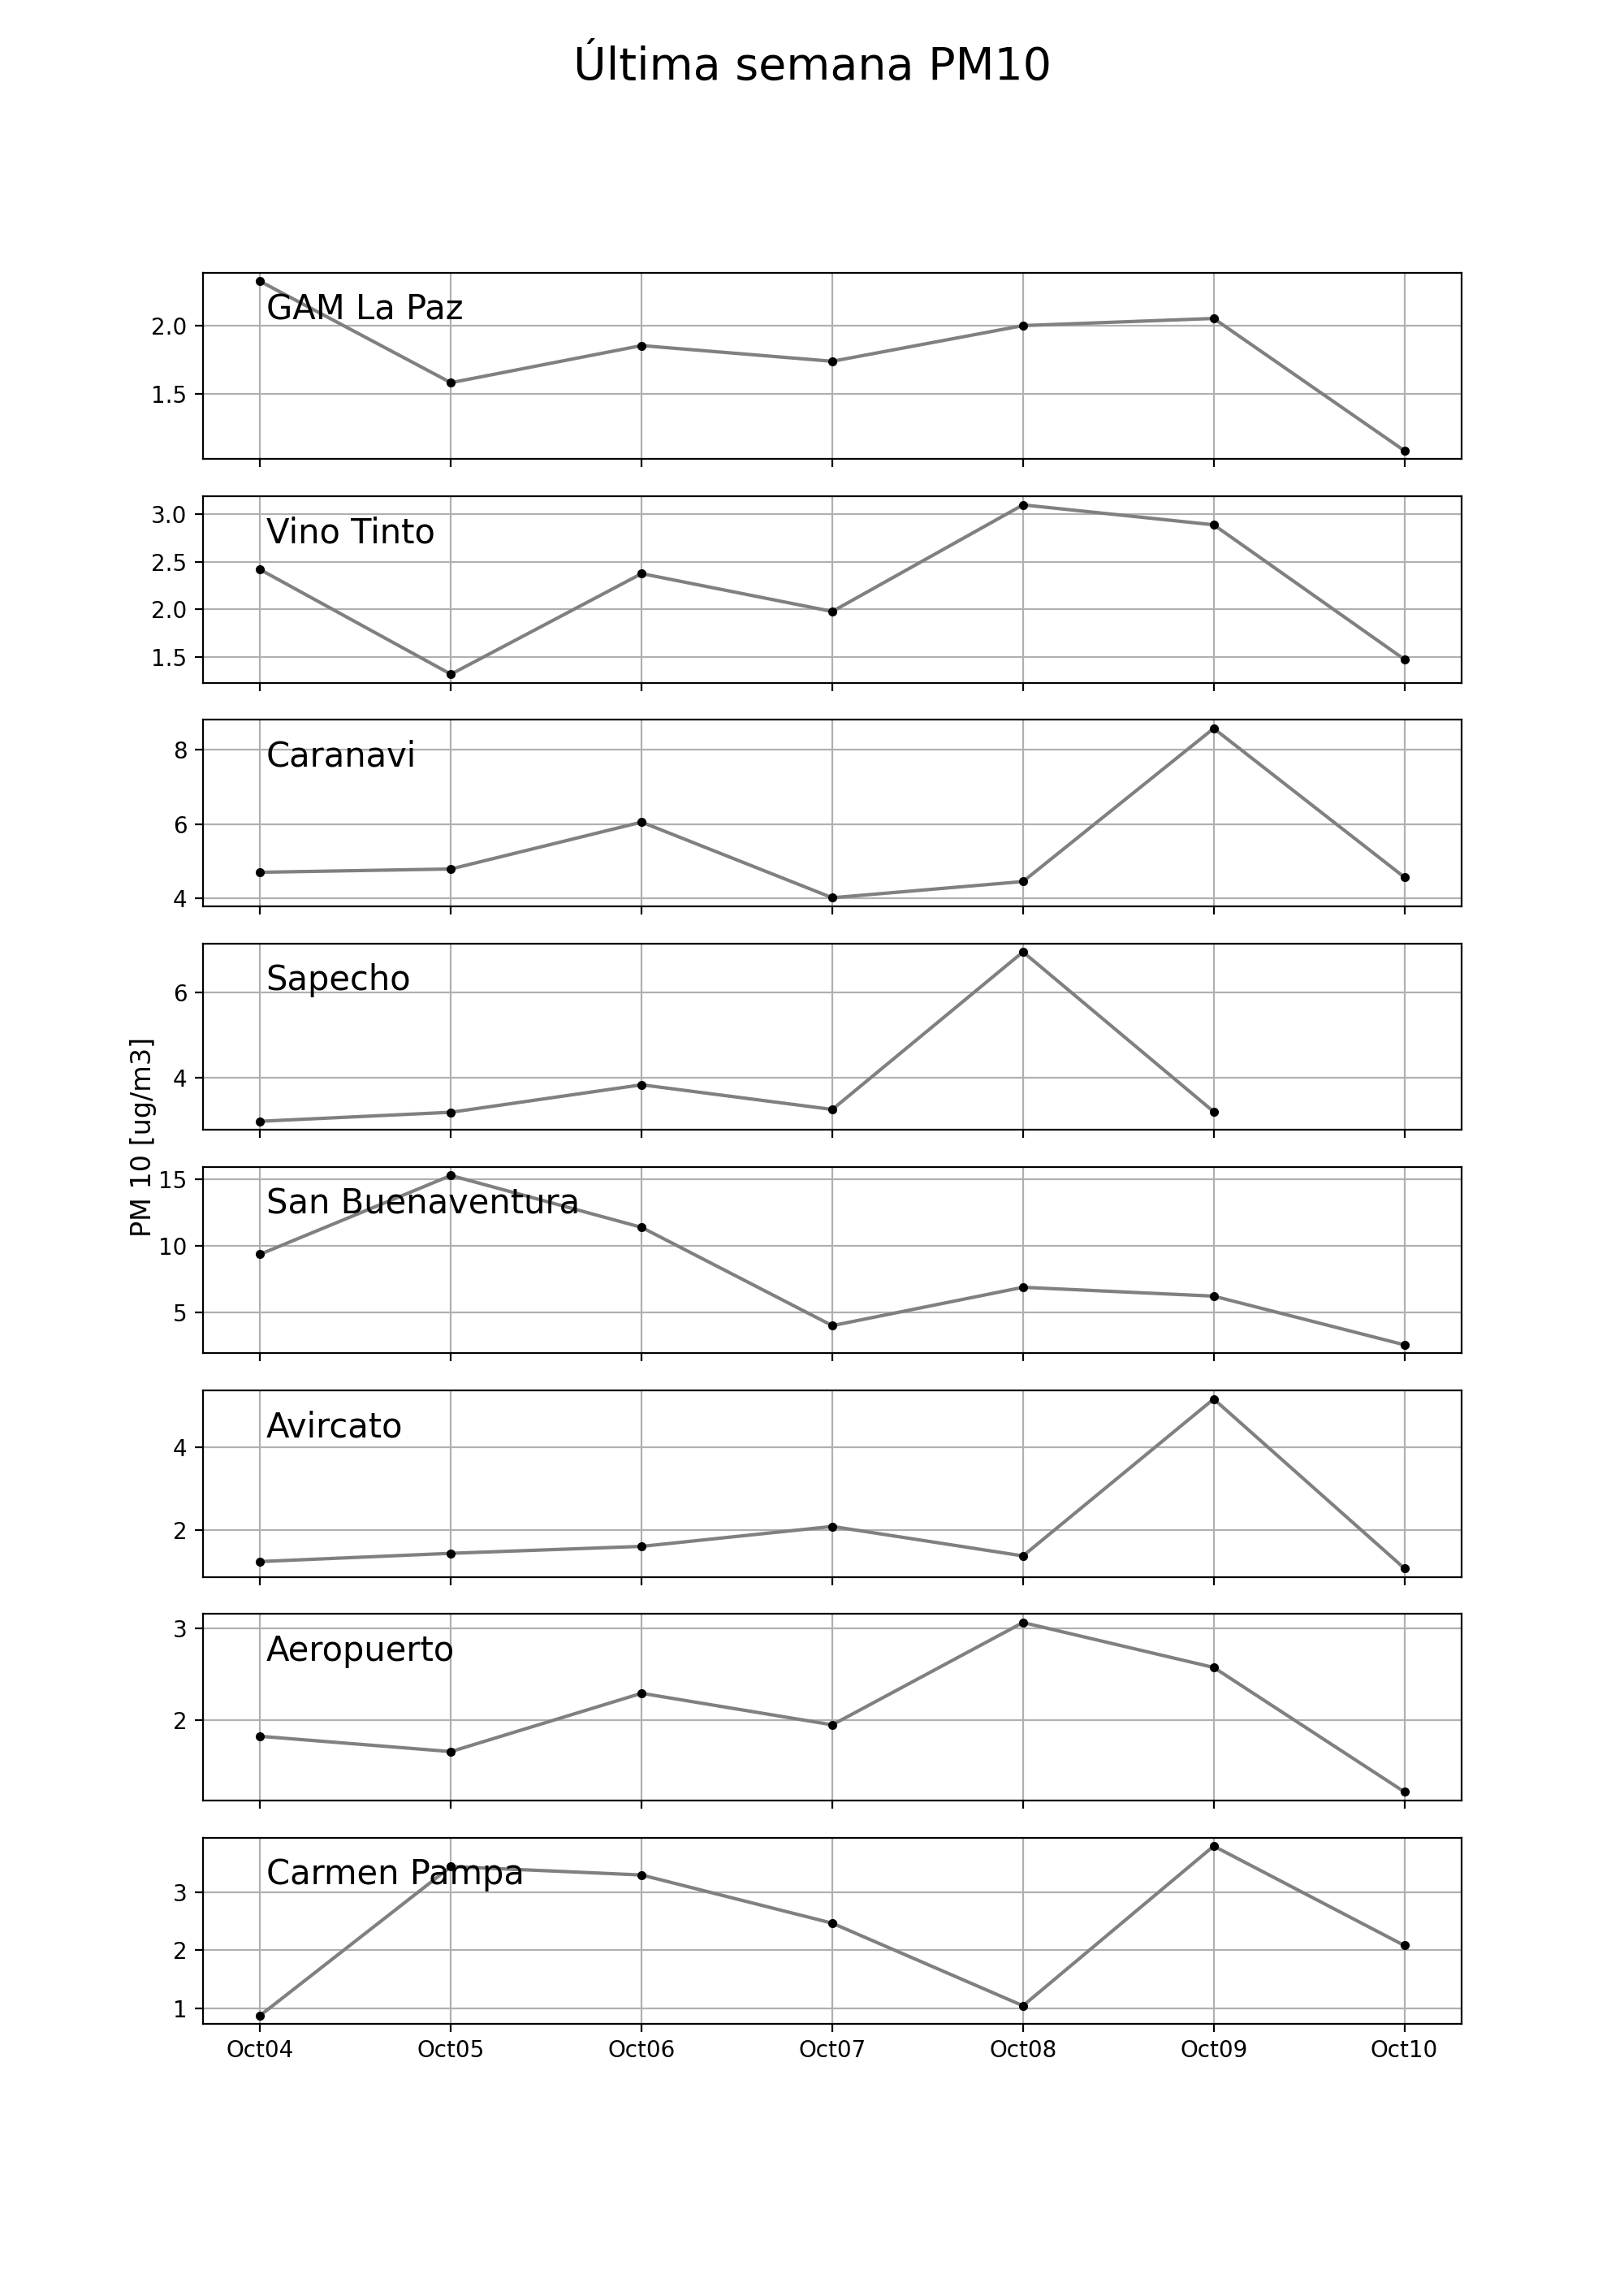 Última semana PM10
GAM La Paz
2.0
1.5
Vino Tinto
3.0
2.5
2.0
1.5
Caranavi
8
6
4
Sapecho
6
4
PM 10 [ug/m3]
San Buenaventura
15
10
5
Avircato
4
2
Aeropuerto
3
2
Carmen Pampa
3
2
1
Oct04 Oct05 Oct06 Oct07 Oct08 Oct09 Oct10